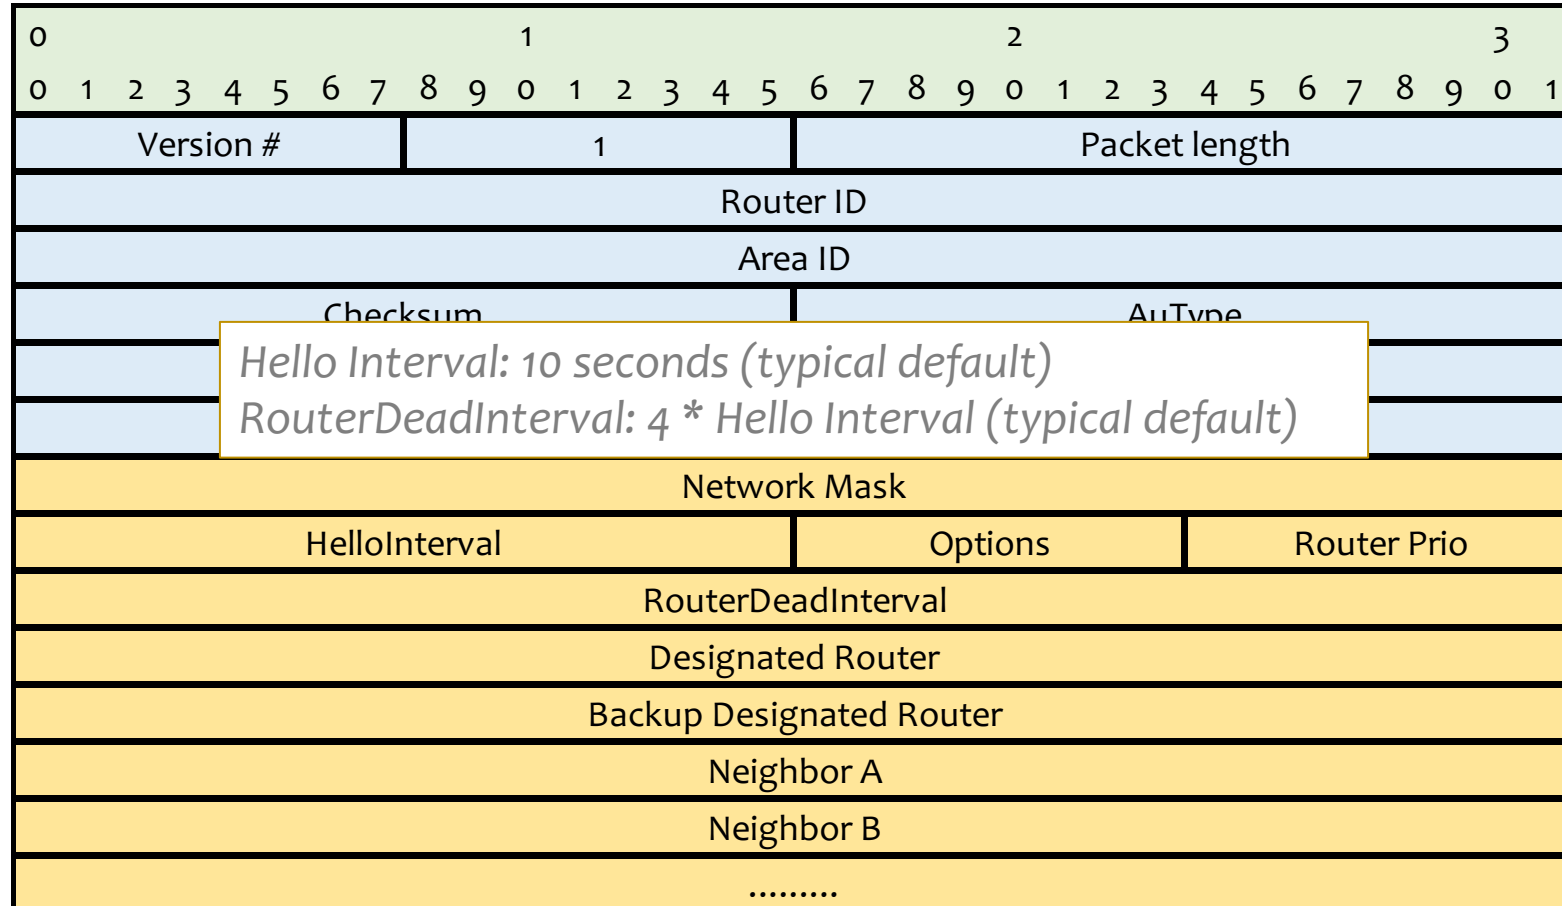 0 1 2 3
0 1 2 3 4 5 6 7 8 9 0 1 2 3 4 5 6 7 8 9 0 1 2 3 4 5 6 7 8 9 0 1
Version # 1 Packet length
Router ID
Area ID
Checksum AuType
Hello Interval: 10 seconds (typical default)
RouterDeadInterval: 4 * Hello Interval (typical default)
Network Mask
HelloInterval Options Router Prio
RouterDeadInterval
Designated Router
Backup Designated Router
Neighbor A
Neighbor B
.........